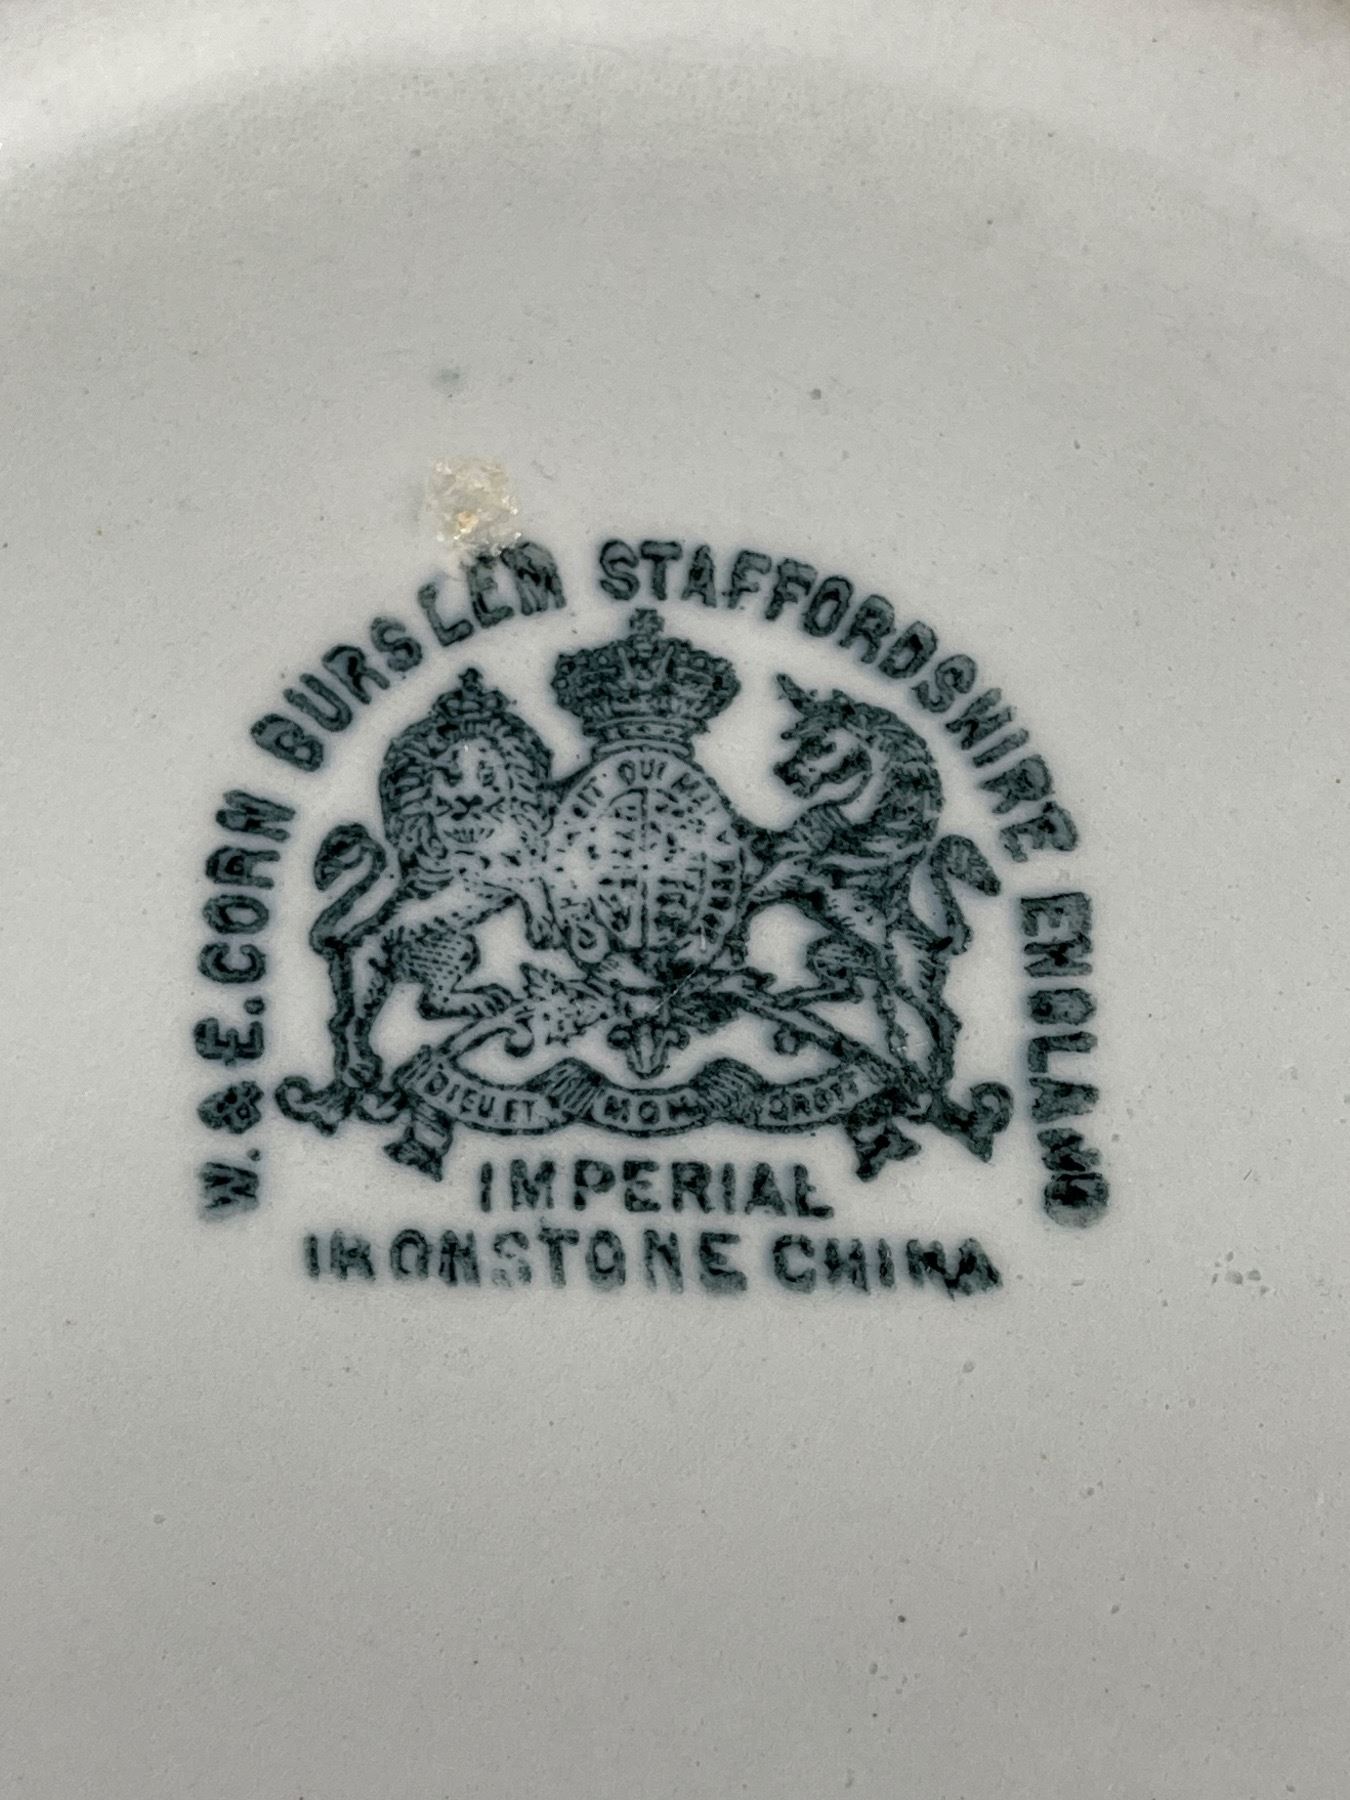 W. & E. CORN BURSLEM STAFFORDSHIRE ENGLAND
DIEU ET MON DROIT
IMPERIAL
IRONSTONE CHINA